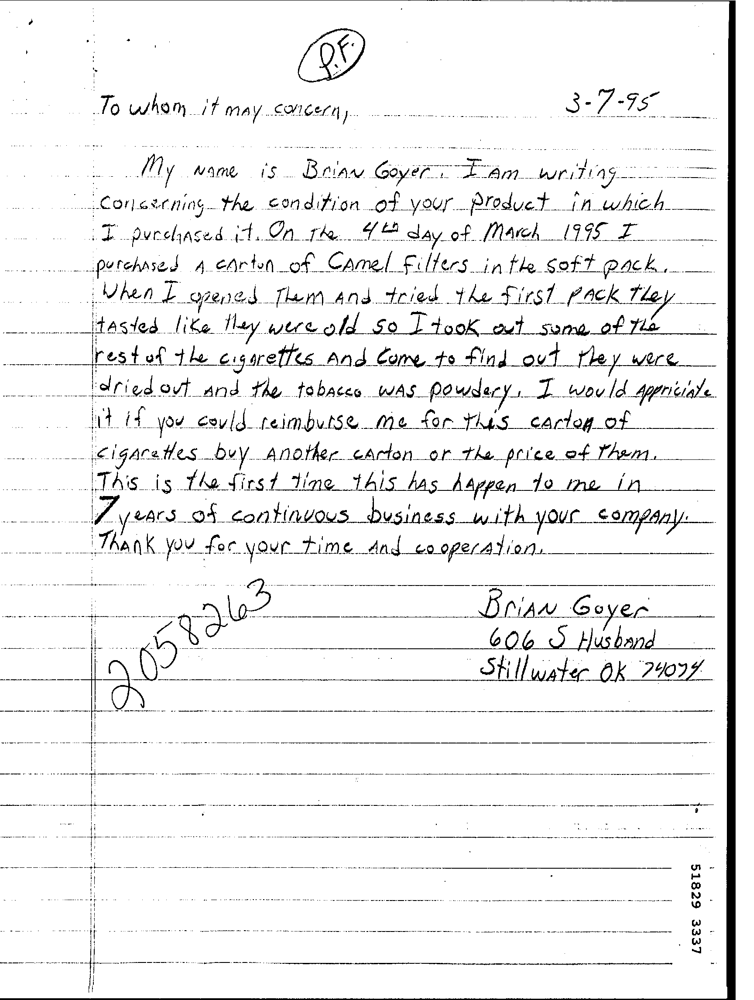 P.F.
To whom it may concern, 3-7-95
My name is Brian Goyer. I am writing
concerning the condition of your product in which
I purchased it. On the 4th day of March 1995 I
purchased a carton of Camel filters in the soft pack.
When I opened them and tried the first pack they
tasted like they were old so I took out some of the
rest of the cigarettes and come to find out they were
dried out and the tobacco was powdery. I would appriciate
it if you could reimburse me for this carton of
cigarettes buy another carton or the price of them.
This is the first time this has happen to me in
7 years of continuous business with your company.
Thank you for your time and cooperation.
Brian Goyer
606 S Husband
Stillwater OK 74074
2058263
51829 3337